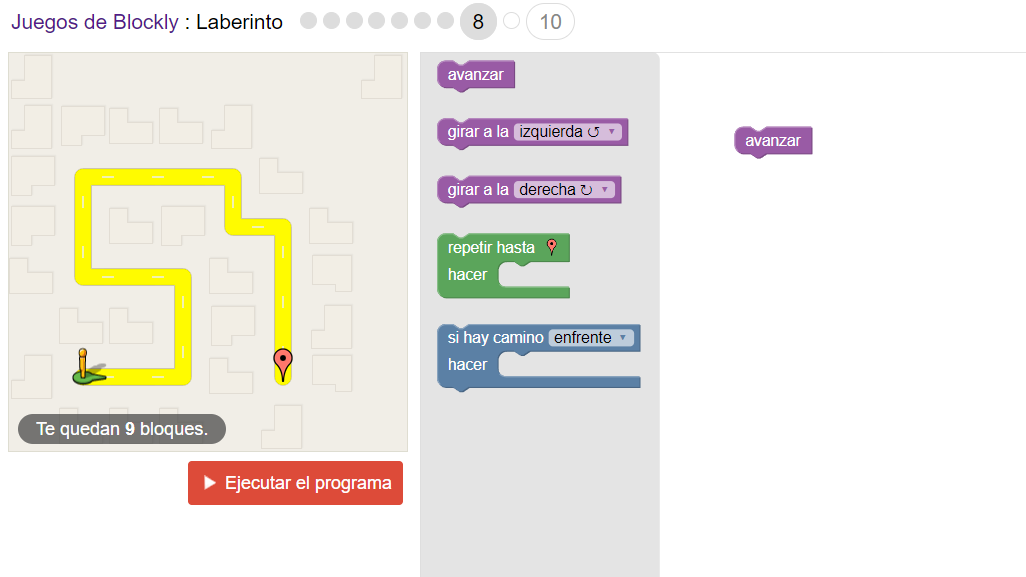 Juegos de Blockly : Laberinto 8 10
avanzar
girar a la izquierda ↺ ▼
girar a la derecha ↻ ▼
repetir hasta
hacer
si hay camino enfrente ▼
hacer
avanzar
Te quedan 9 bloques.
Ejecutar el programa